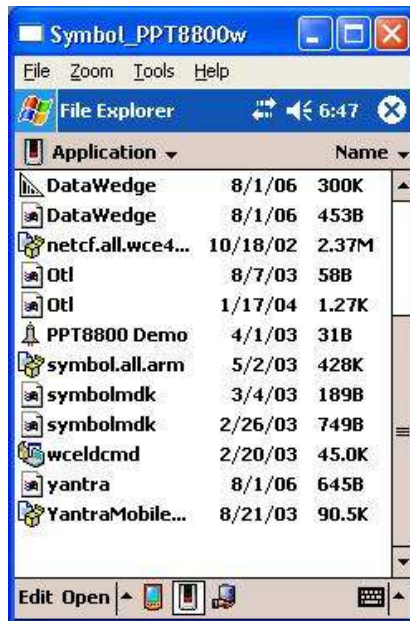 Symbol_PPT8800w
File Zoom Tools Help
File Explorer 6:47
Application Name
DataWedge 8/1/06 300K
DataWedge 8/1/06 453B
netcf.all.wce4... 10/18/02 2.37M
Otl 8/7/03 58B
Otl 1/17/04 1.27K
PPT8800 Demo 4/1/03 31B
symbol.all.arm 5/2/03 428K
symbolmdk 3/4/03 189B
symbolmdk 2/26/03 749B
wceldcmd 2/20/03 45.0K
yantra 8/1/06 645B
YantraMobile... 8/21/03 90.5K
Edit Open